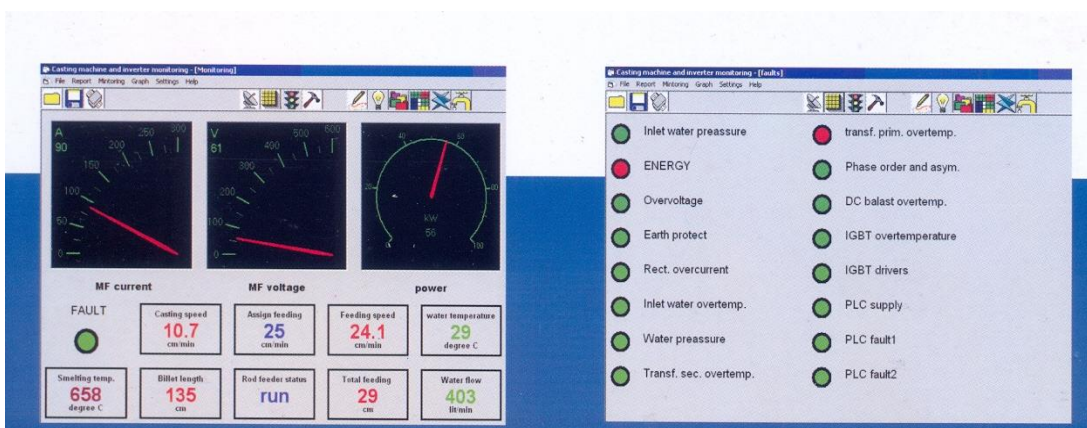 Casting machine and inverter monitoring - [Monitoring]
File Report Mintoring Graph Settings Help
A
90
0
50
100
150
200
250
300
V
61
0
100
200
300
400
500
600
0
20
40
60
80
100
kW
56
MF current
MF voltage
power
FAULT
Casting speed
10.7
cm/min
Assign feeding
25
cm/min
Feeding speed
24.1
cm/min
water temperature
29
degree C
Smelting temp.
658
degree C
Billet length
135
cm
Rod feeder status
run
Total feeding
29
cm
Water flow
403
lit/min
Casting machine and inverter monitoring - [faults]
File Report Mintoring Graph Settings Help
Inlet water preassure
ENERGY
Overvoltage
Earth protect
Rect. overcurrent
Inlet water overtemp.
Water preassure
Transf. sec. overtemp.
transf. prim. overtemp.
Phase order and asym.
DC balast overtemp.
IGBT overtemperature
IGBT drivers
PLC supply
PLC fault1
PLC fault2